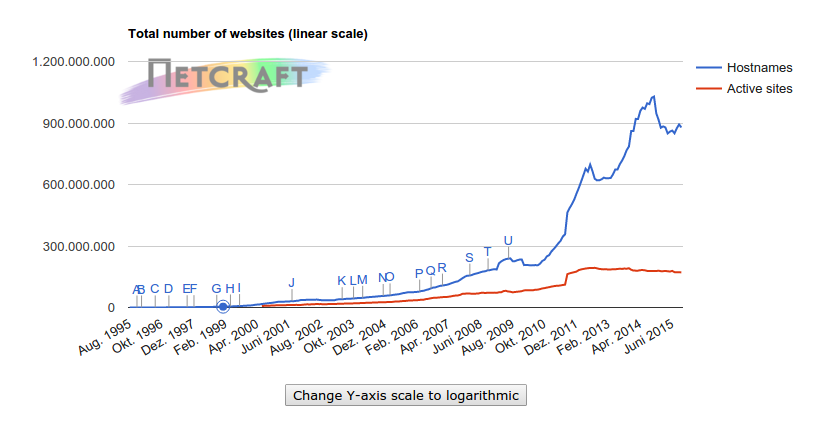 Total number of websites (linear scale)
1.200.000.000
NETCRAFT
Hostnames
Active sites
900.000.000
600.000.000
300.000.000
0
A B C D E F G H I J K L M N O P Q R S T U
Aug. 1995 Okt. 1996 Dez. 1997 Feb. 1999 Apr. 2000 Juni 2001 Aug. 2002 Okt. 2003 Dez. 2004 Feb. 2006 Apr. 2007 Juni 2008 Aug. 2009 Okt. 2010 Dez. 2011 Feb. 2013 Apr. 2014 Juni 2015
Change Y-axis scale to logarithmic